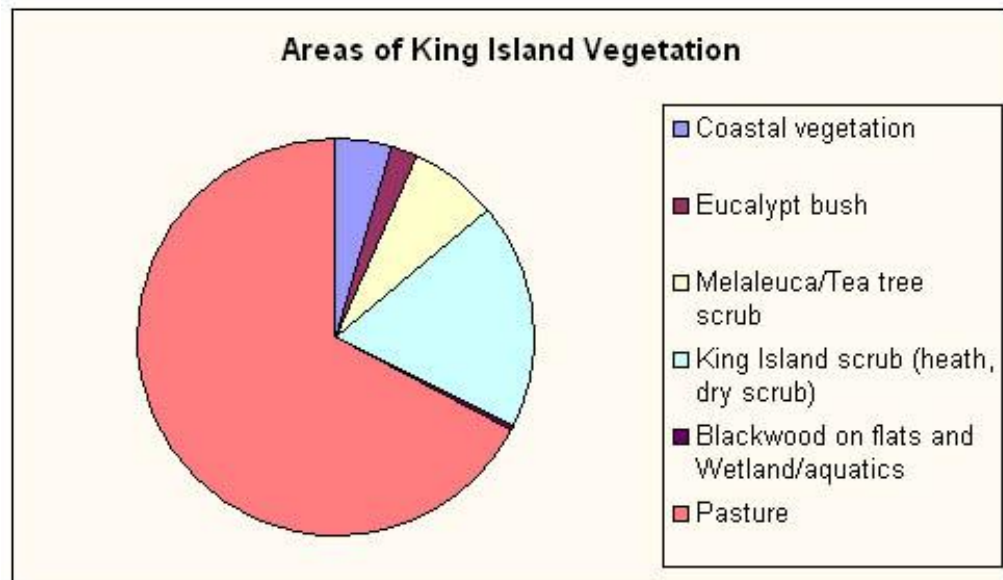 Areas of King Island Vegetation
Coastal vegetation
Eucalypt bush
Melaleuca/Tea tree
scrub
King Island scrub (heath,
dry scrub)
Blackwood on flats and
Wetland/aquatics
Pasture